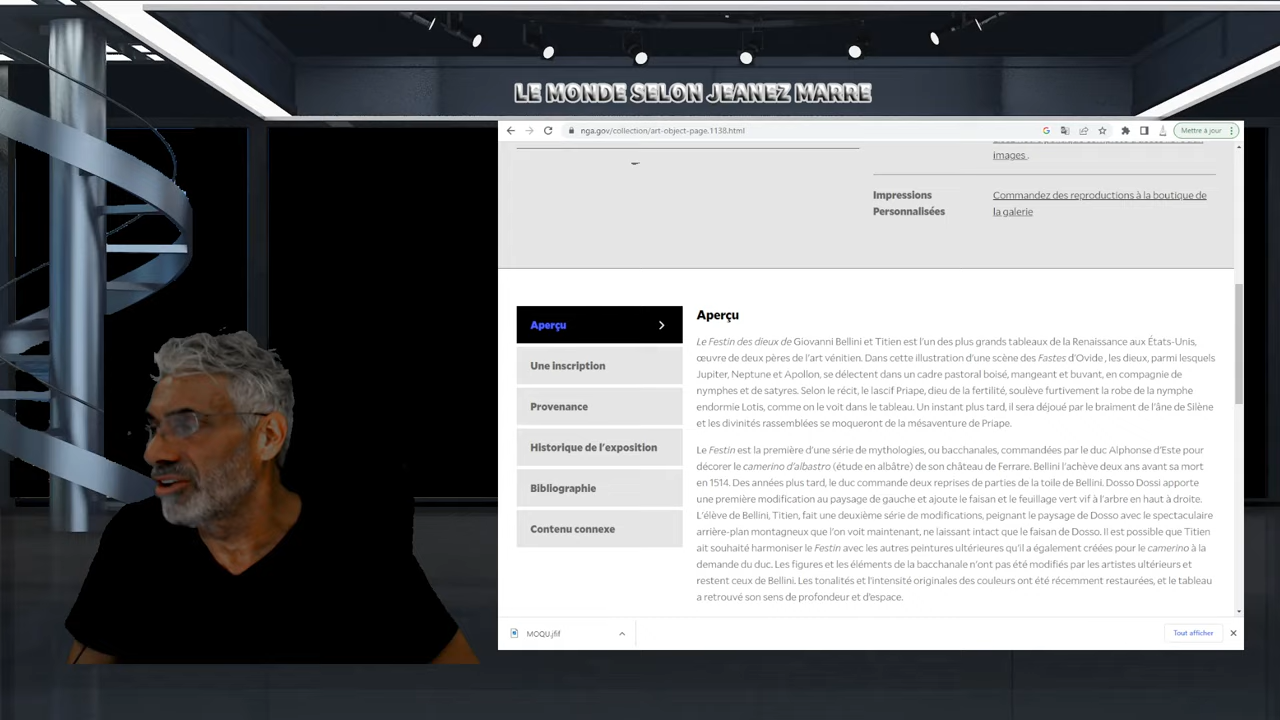 LE MONDE SELON JEANEZ MARRE
nga.gov/collection/art-object-page.1138.html
Mettre à jour
images .
Impressions
Personnalisées
Commandez des reproductions à la boutique de
la galerie
Aperçu
Une inscription
Provenance
Historique de l'exposition
Bibliographie
Contenu connexe
Aperçu
Le Festin des dieux de Giovanni Bellini et Titien est l'un des plus grands tableaux de la Renaissance aux États-Unis,
œuvre de deux pères de l'art vénitien. Dans cette illustration d'une scène des Fastes d'Ovide , les dieux, parmi lesquels
Jupiter, Neptune et Apollon, se délectent dans un cadre pastoral boisé, mangeant et buvant, en compagnie de
nymphes et de satyres. Selon le récit, le lascif Priape, dieu de la fertilité, soulève furtivement la robe de la nymphe
endormie Lotis, comme on le voit dans le tableau. Un instant plus tard, il sera déjoué par le braiment de l'âne de Silène
et les divinités rassemblées se moqueront de la mésaventure de Priape.
Le Festin est la première d'une série de mythologies, ou bacchanales, commandées par le duc Alphonse d'Este pour
décorer le camerino d'alabastro (étude en albâtre) de son château de Ferrare. Bellini l'achève deux ans avant sa mort
en 1514. Des années plus tard, le duc commande deux reprises de parties de la toile de Bellini. Dosso Dossi apporte
une première modification au paysage de gauche et ajoute le faisan et le feuillage vert vif à l'arbre en haut à droite.
L'élève de Bellini, Titien, fait une deuxième série de modifications, peignant le paysage de Dosso avec le spectaculaire
arrière-plan montagneux que l'on voit maintenant, ne laissant intact que le faisan de Dosso. Il est possible que Titien
ait souhaité harmoniser le Festin avec les autres peintures ultérieures qu'il a également créées pour le camerino à la
demande du duc. Les figures et les éléments de la bacchanale n'ont pas été modifiés par les artistes ultérieurs et
restent ceux de Bellini. Les tonalités et l'intensité originales des couleurs ont été récemment restaurées, et le tableau
a retrouvé son sens de profondeur et d'espace.
MOQU.jfif
Tout afficher